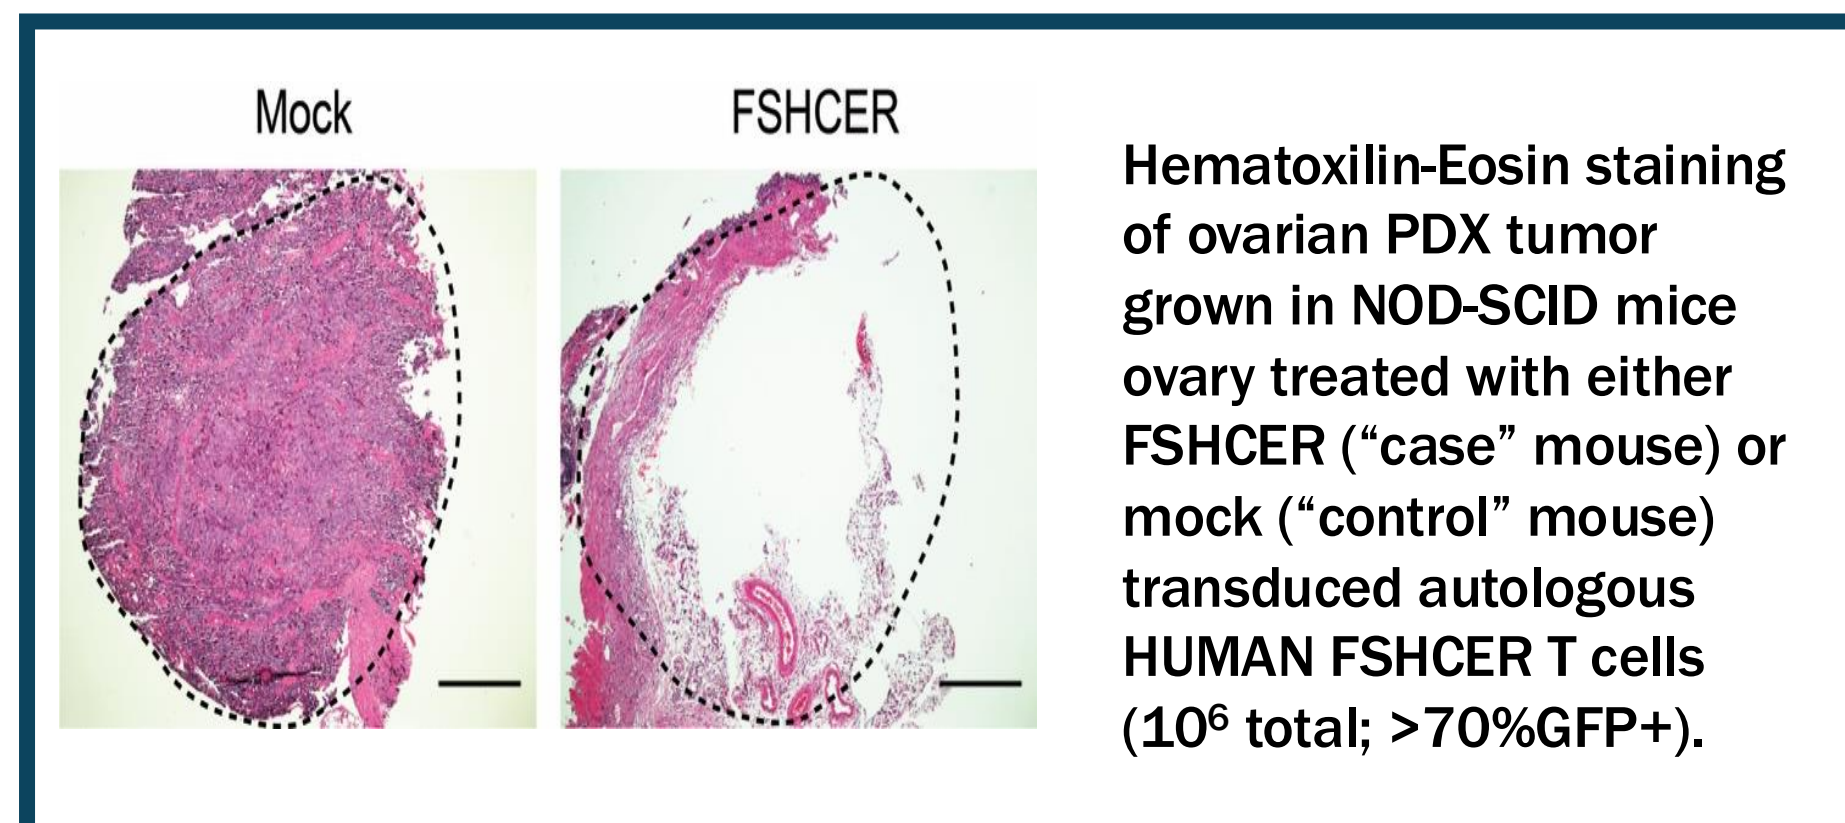 Mock
FSHCER
Hematoxilin-Eosin staining
of ovarian PDX tumor
grown in NOD-SCID mice
ovary treated with either
FSHCER (“case” mouse) or
mock (“control” mouse)
transduced autologous
HUMAN FSHCER T cells
(10⁶ total; >70%GFP+).